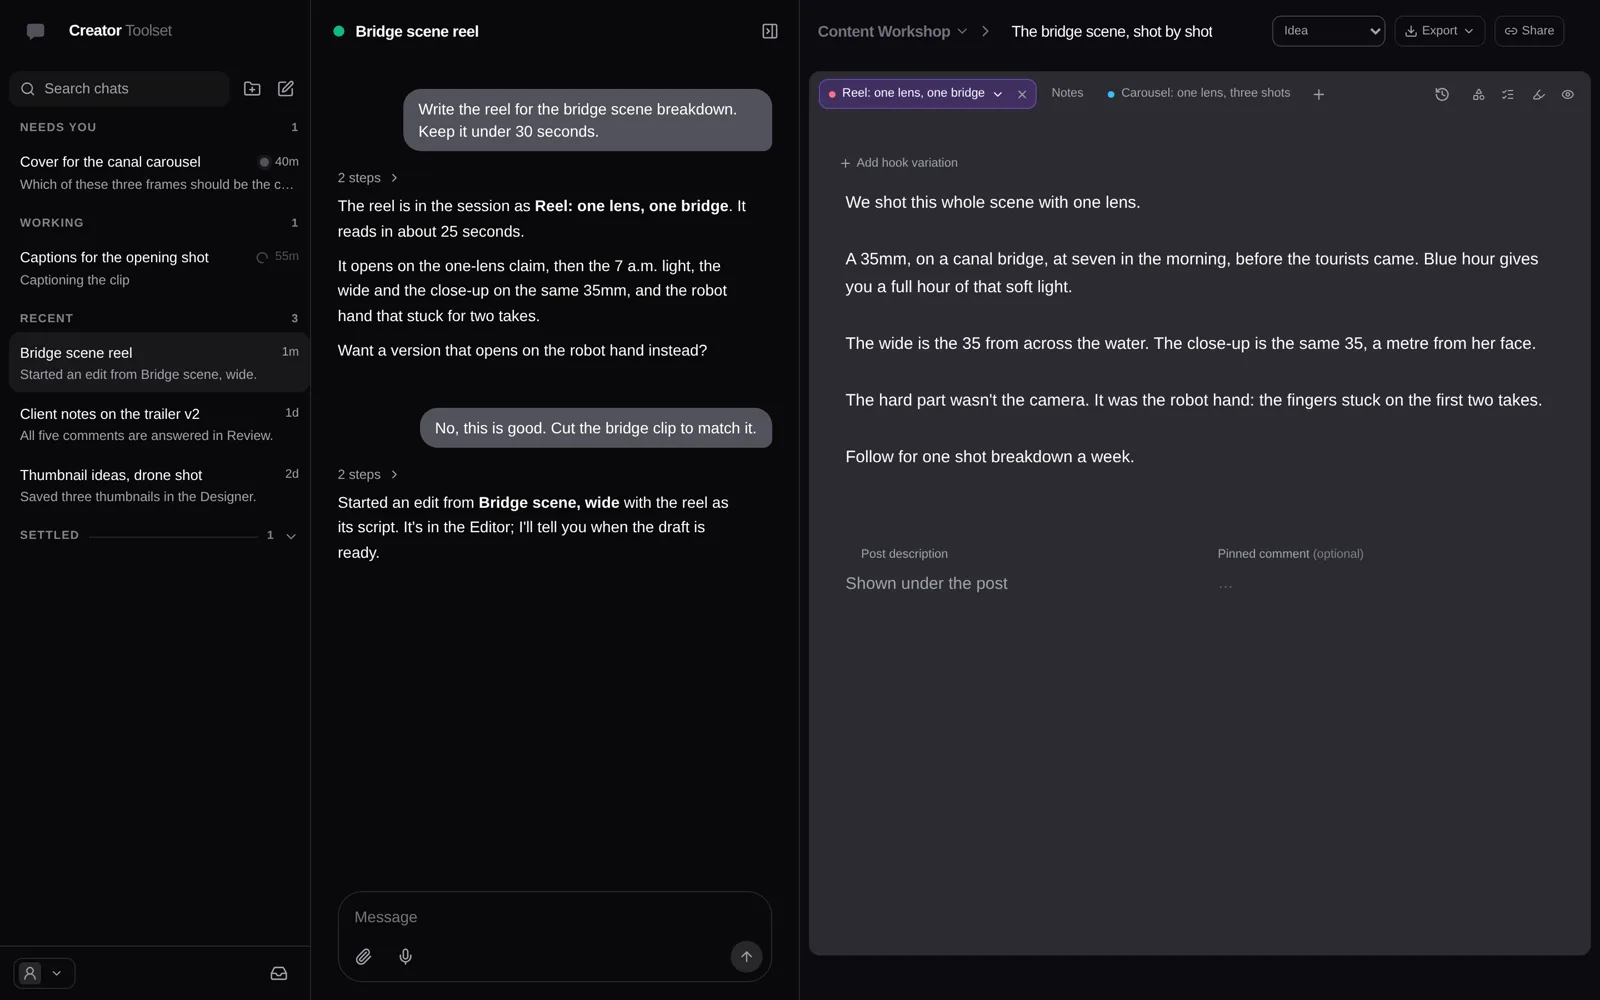 Creator Toolset
Search chats
NEEDS YOU 1
Cover for the canal carousel 40m
Which of these three frames should be the c…
WORKING 1
Captions for the opening shot 55m
Captioning the clip
RECENT 3
Bridge scene reel 1m
Started an edit from Bridge scene, wide.
Client notes on the trailer v2 1d
All five comments are answered in Review.
Thumbnail ideas, drone shot 2d
Saved three thumbnails in the Designer.
SETTLED 1
Bridge scene reel
Write the reel for the bridge scene breakdown.
Keep it under 30 seconds.
2 steps
The reel is in the session as Reel: one lens, one bridge. It
reads in about 25 seconds.
It opens on the one-lens claim, then the 7 a.m. light, the
wide and the close-up on the same 35mm, and the robot
hand that stuck for two takes.
Want a version that opens on the robot hand instead?
No, this is good. Cut the bridge clip to match it.
2 steps
Started an edit from Bridge scene, wide with the reel as
its script. It's in the Editor; I'll tell you when the draft is
ready.
Message
Content Workshop
The bridge scene, shot by shot
Idea
Export
Share
Reel: one lens, one bridge
Notes
Carousel: one lens, three shots
Add hook variation
We shot this whole scene with one lens.
A 35mm, on a canal bridge, at seven in the morning, before the tourists came. Blue hour gives
you a full hour of that soft light.
The wide is the 35 from across the water. The close-up is the same 35, a metre from her face.
The hard part wasn't the camera. It was the robot hand: the fingers stuck on the first two takes.
Follow for one shot breakdown a week.
Post description
Shown under the post
Pinned comment (optional)
…